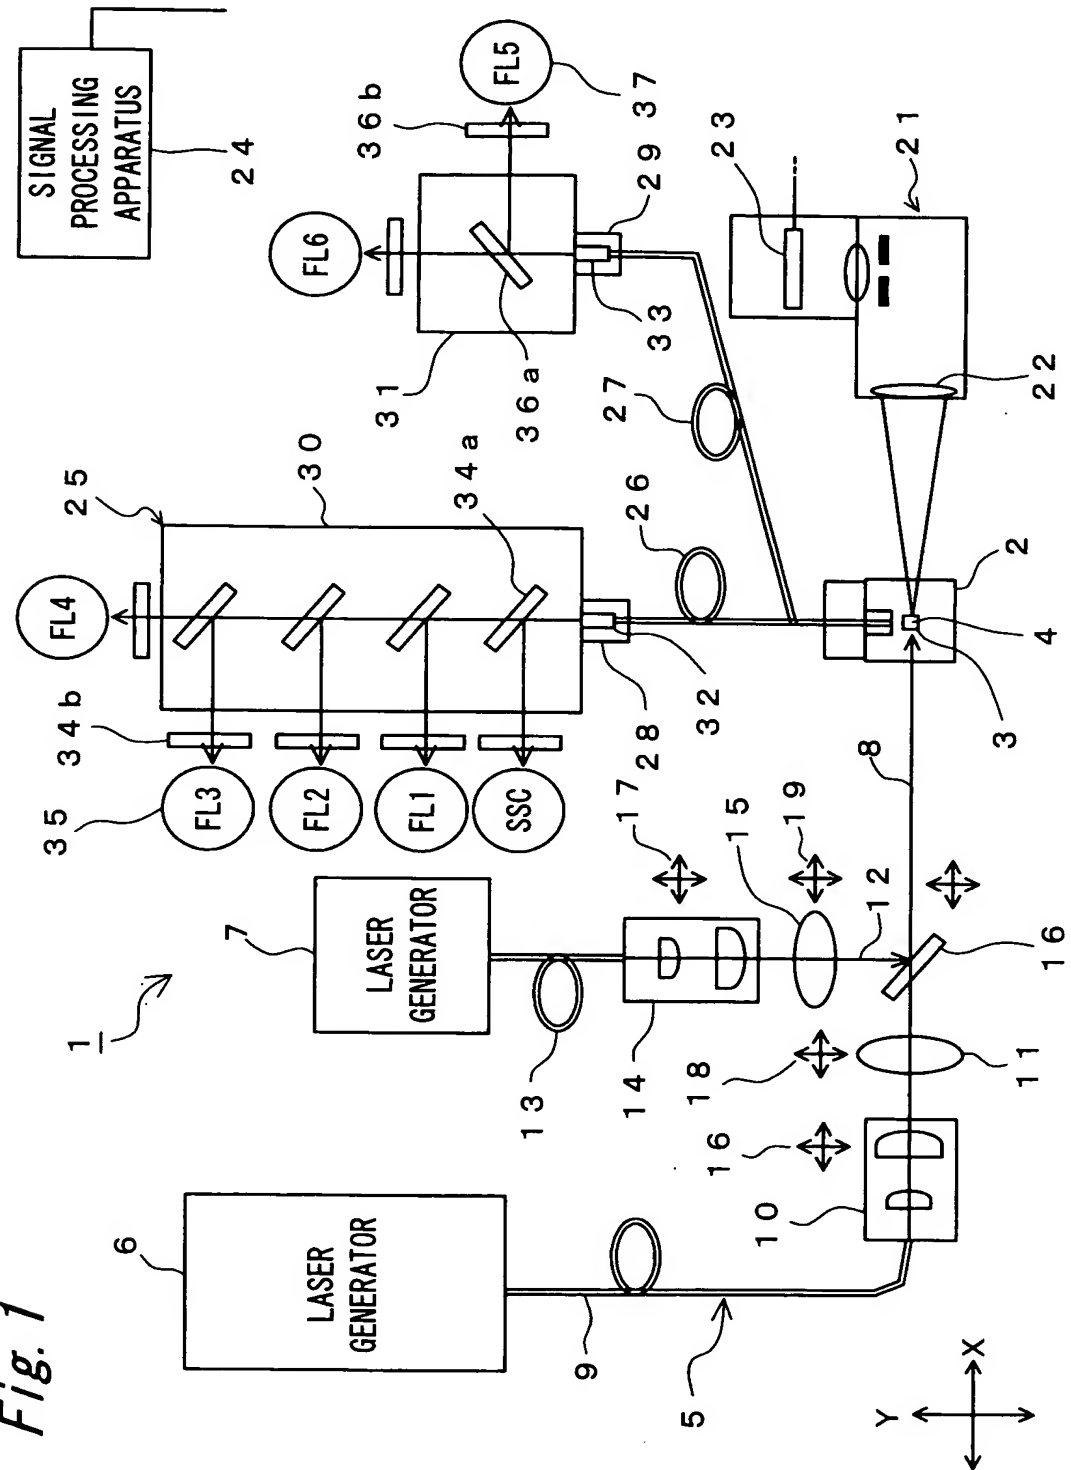 Fig. 1
1
6
LASER
GENERATOR
7
LASER
GENERATOR
SIGNAL
PROCESSING
APPARATUS
24
25
30
34a
34b
35
FL4
FL3
FL2
FL1
SSC
28
32
26
27
31
36a
36b
FL6
FL5
37
29
33
23
21
22
2
4
3
8
12
13
14
15
16
17
18
19
16
11
10
9
5
Y
X